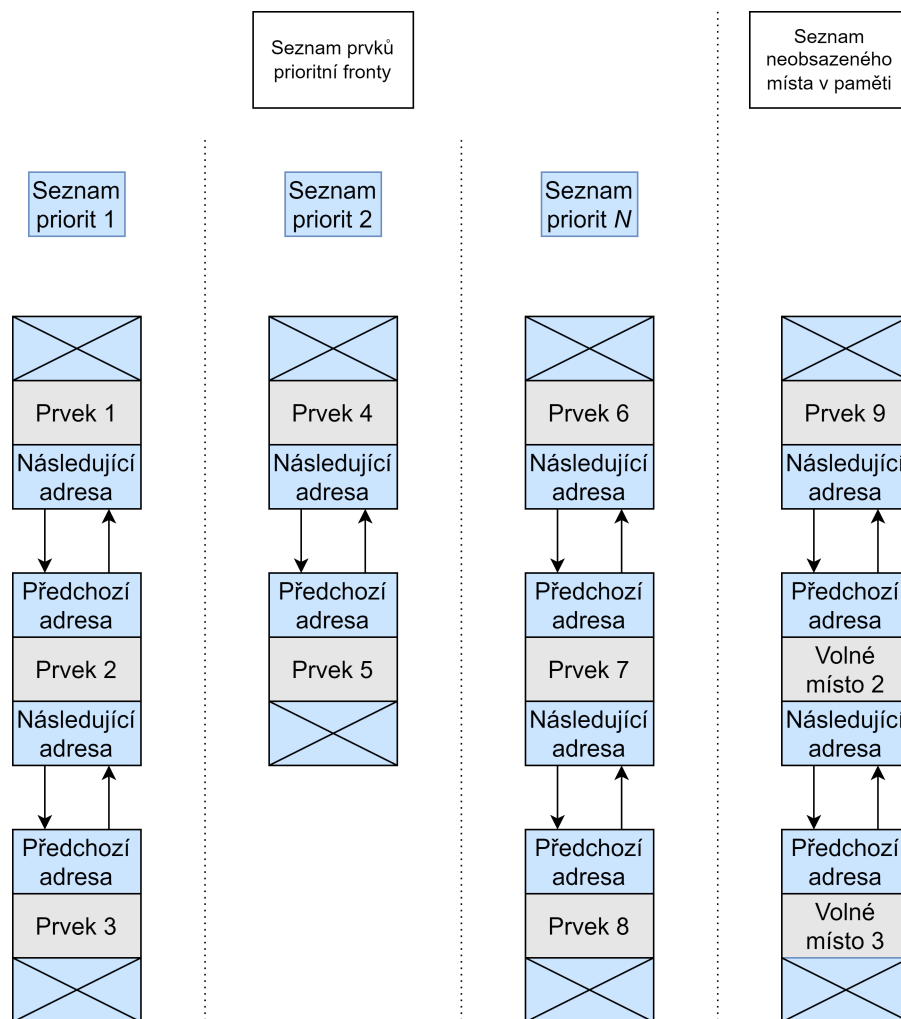 Seznam prvků
prioritní fronty
Seznam
neobsazeného
místa v paměti
Seznam
priorit 1
Seznam
priorit 2
Seznam
priorit N
Prvek 1
Následující
adresa
Předchozí
adresa
Prvek 2
Následující
adresa
Předchozí
adresa
Prvek 3
Prvek 4
Následující
adresa
Předchozí
adresa
Prvek 5
Prvek 6
Následující
adresa
Předchozí
adresa
Prvek 7
Následující
adresa
Předchozí
adresa
Prvek 8
Prvek 9
Následující
adresa
Předchozí
adresa
Volné
místo 2
Následující
adresa
Předchozí
adresa
Volné
místo 3